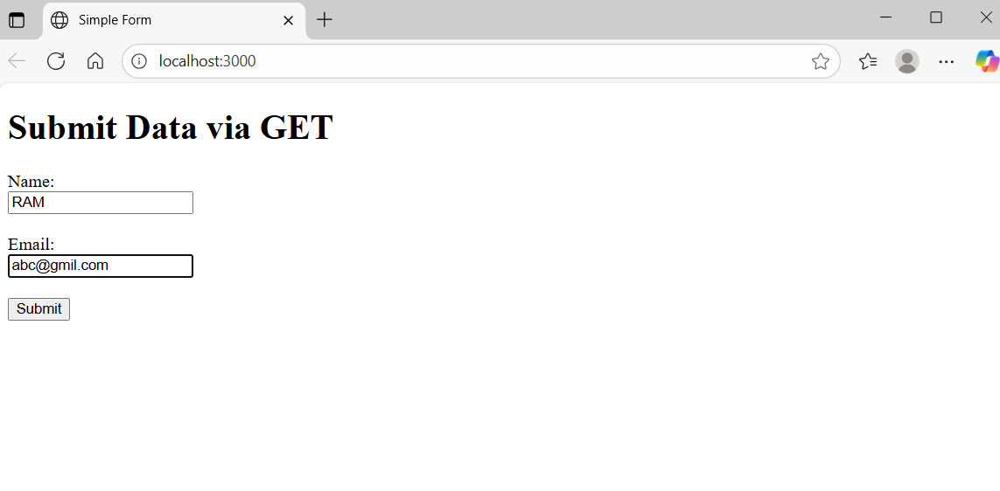 Simple Form
localhost:3000
Submit Data via GET
Name:
RAM
Email:
abc@gmil.com
Submit